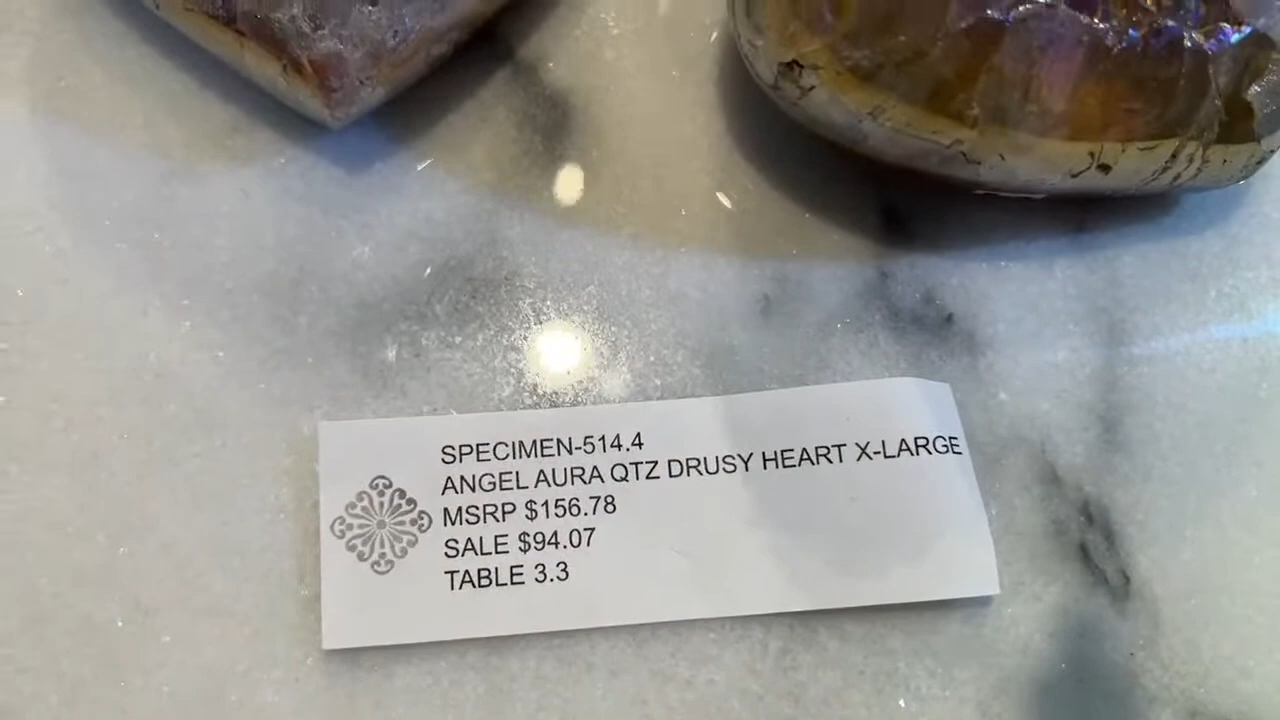 SPECIMEN-514.4
ANGEL AURA QTZ DRUSY HEART X-LARGE
MSRP $156.78
SALE $94.07
TABLE 3.3